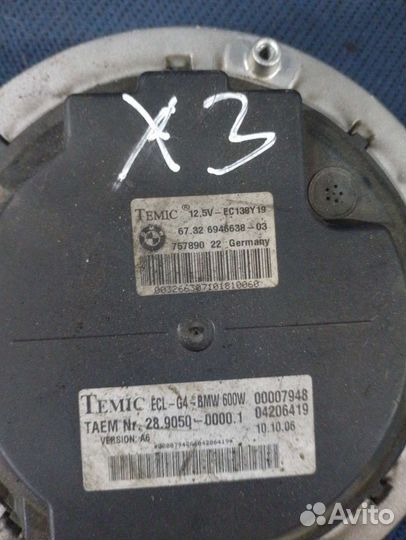 X3
TEMIC ® 12,5V-EC138Y19
67.32 6946638-03
757890 22 Germany
003266307101810060
TEMIC ECL-G4-BMW 600W 00007948
TAEM Nr. 28.9050-0000.1 04206419
VERSION: A6 10.10.06
Avito